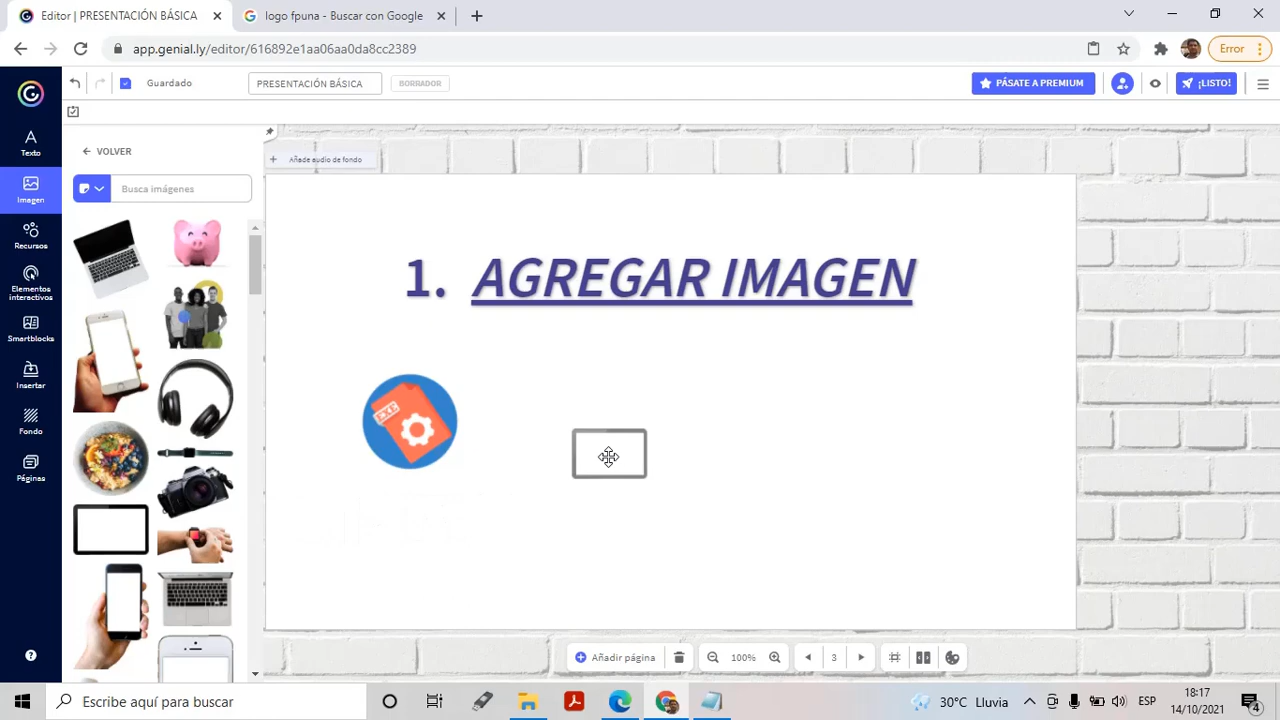 Editor | PRESENTACIÓN BÁSICA
logo fpuna - Buscar con Google
app.genial.ly/editor/616892e1aa06aa0da8cc2389
Error
Guardado
PRESENTACIÓN BÁSICA
BORRADOR
PÁSATE A PREMIUM
¡LISTO!
Texto
Imagen
Recursos
Elementos
interactivos
Smartblocks
Insertar
Fondo
Páginas
VOLVER
Busca imágenes
Añade audio de fondo
1. AGREGAR IMAGEN
EXE
Añadir página
100%
3
Escribe aquí para buscar
30°C Lluvia
ESP
18:17
14/10/2021
4